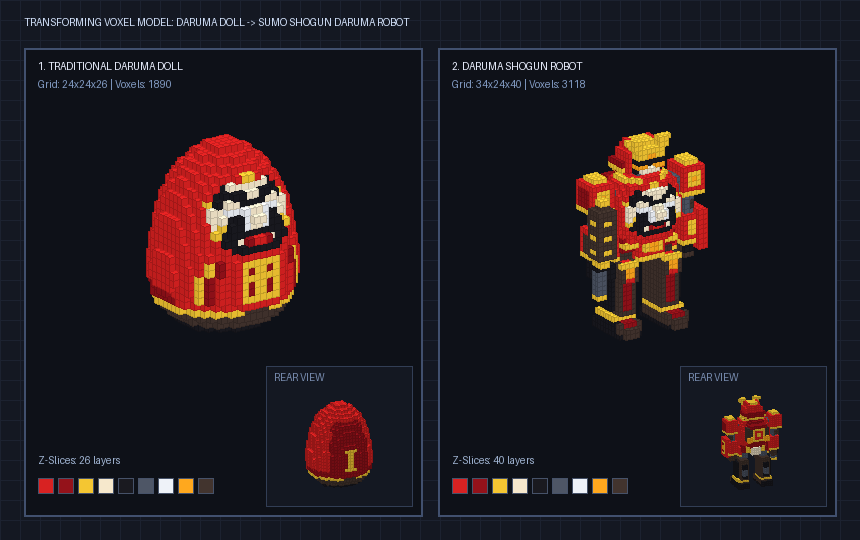 TRANSFORMING VOXEL MODEL: DARUMA DOLL -> SUMO SHOGUN DARUMA ROBOT
1. TRADITIONAL DARUMA DOLL
Grid: 24x24x26 | Voxels: 1890
REAR VIEW
Z-Slices: 26 layers
2. DARUMA SHOGUN ROBOT
Grid: 34x24x40 | Voxels: 3118
REAR VIEW
Z-Slices: 40 layers